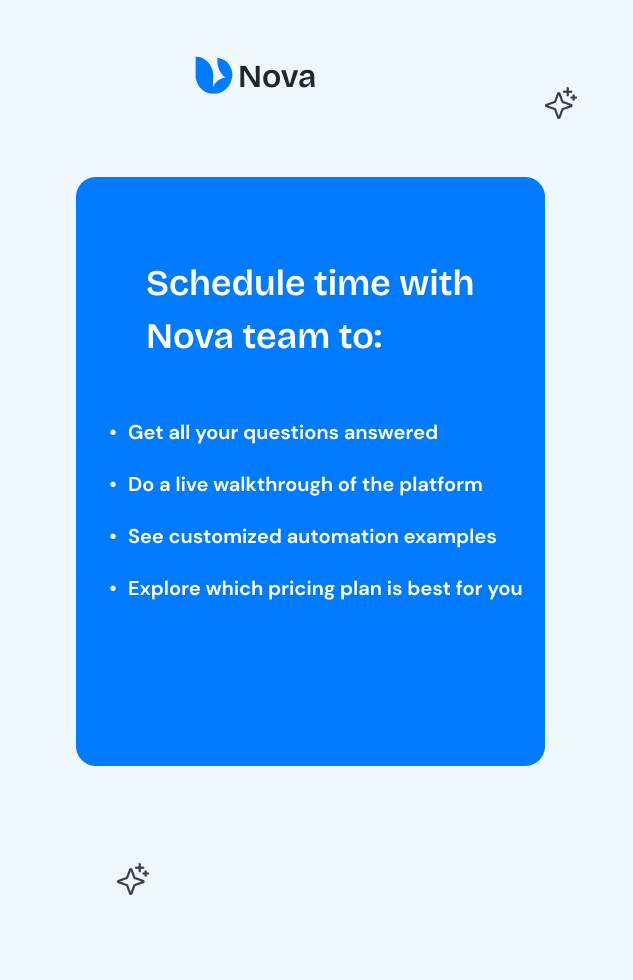 Nova
Schedule time with
Nova team to:
• Get all your questions answered
• Do a live walkthrough of the platform
• See customized automation examples
• Explore which pricing plan is best for you